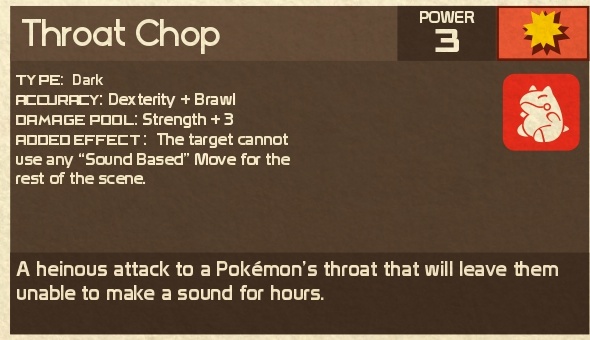 Throat Chop
POWER
3
TYPE: Dark
ACCURACY: Dexterity + Brawl
DAMAGE POOL: Strength + 3
ADDED EFFECT: The target cannot
use any “Sound Based” Move for the
rest of the scene.
A heinous attack to a Pokémon's throat that will leave them
unable to make a sound for hours.